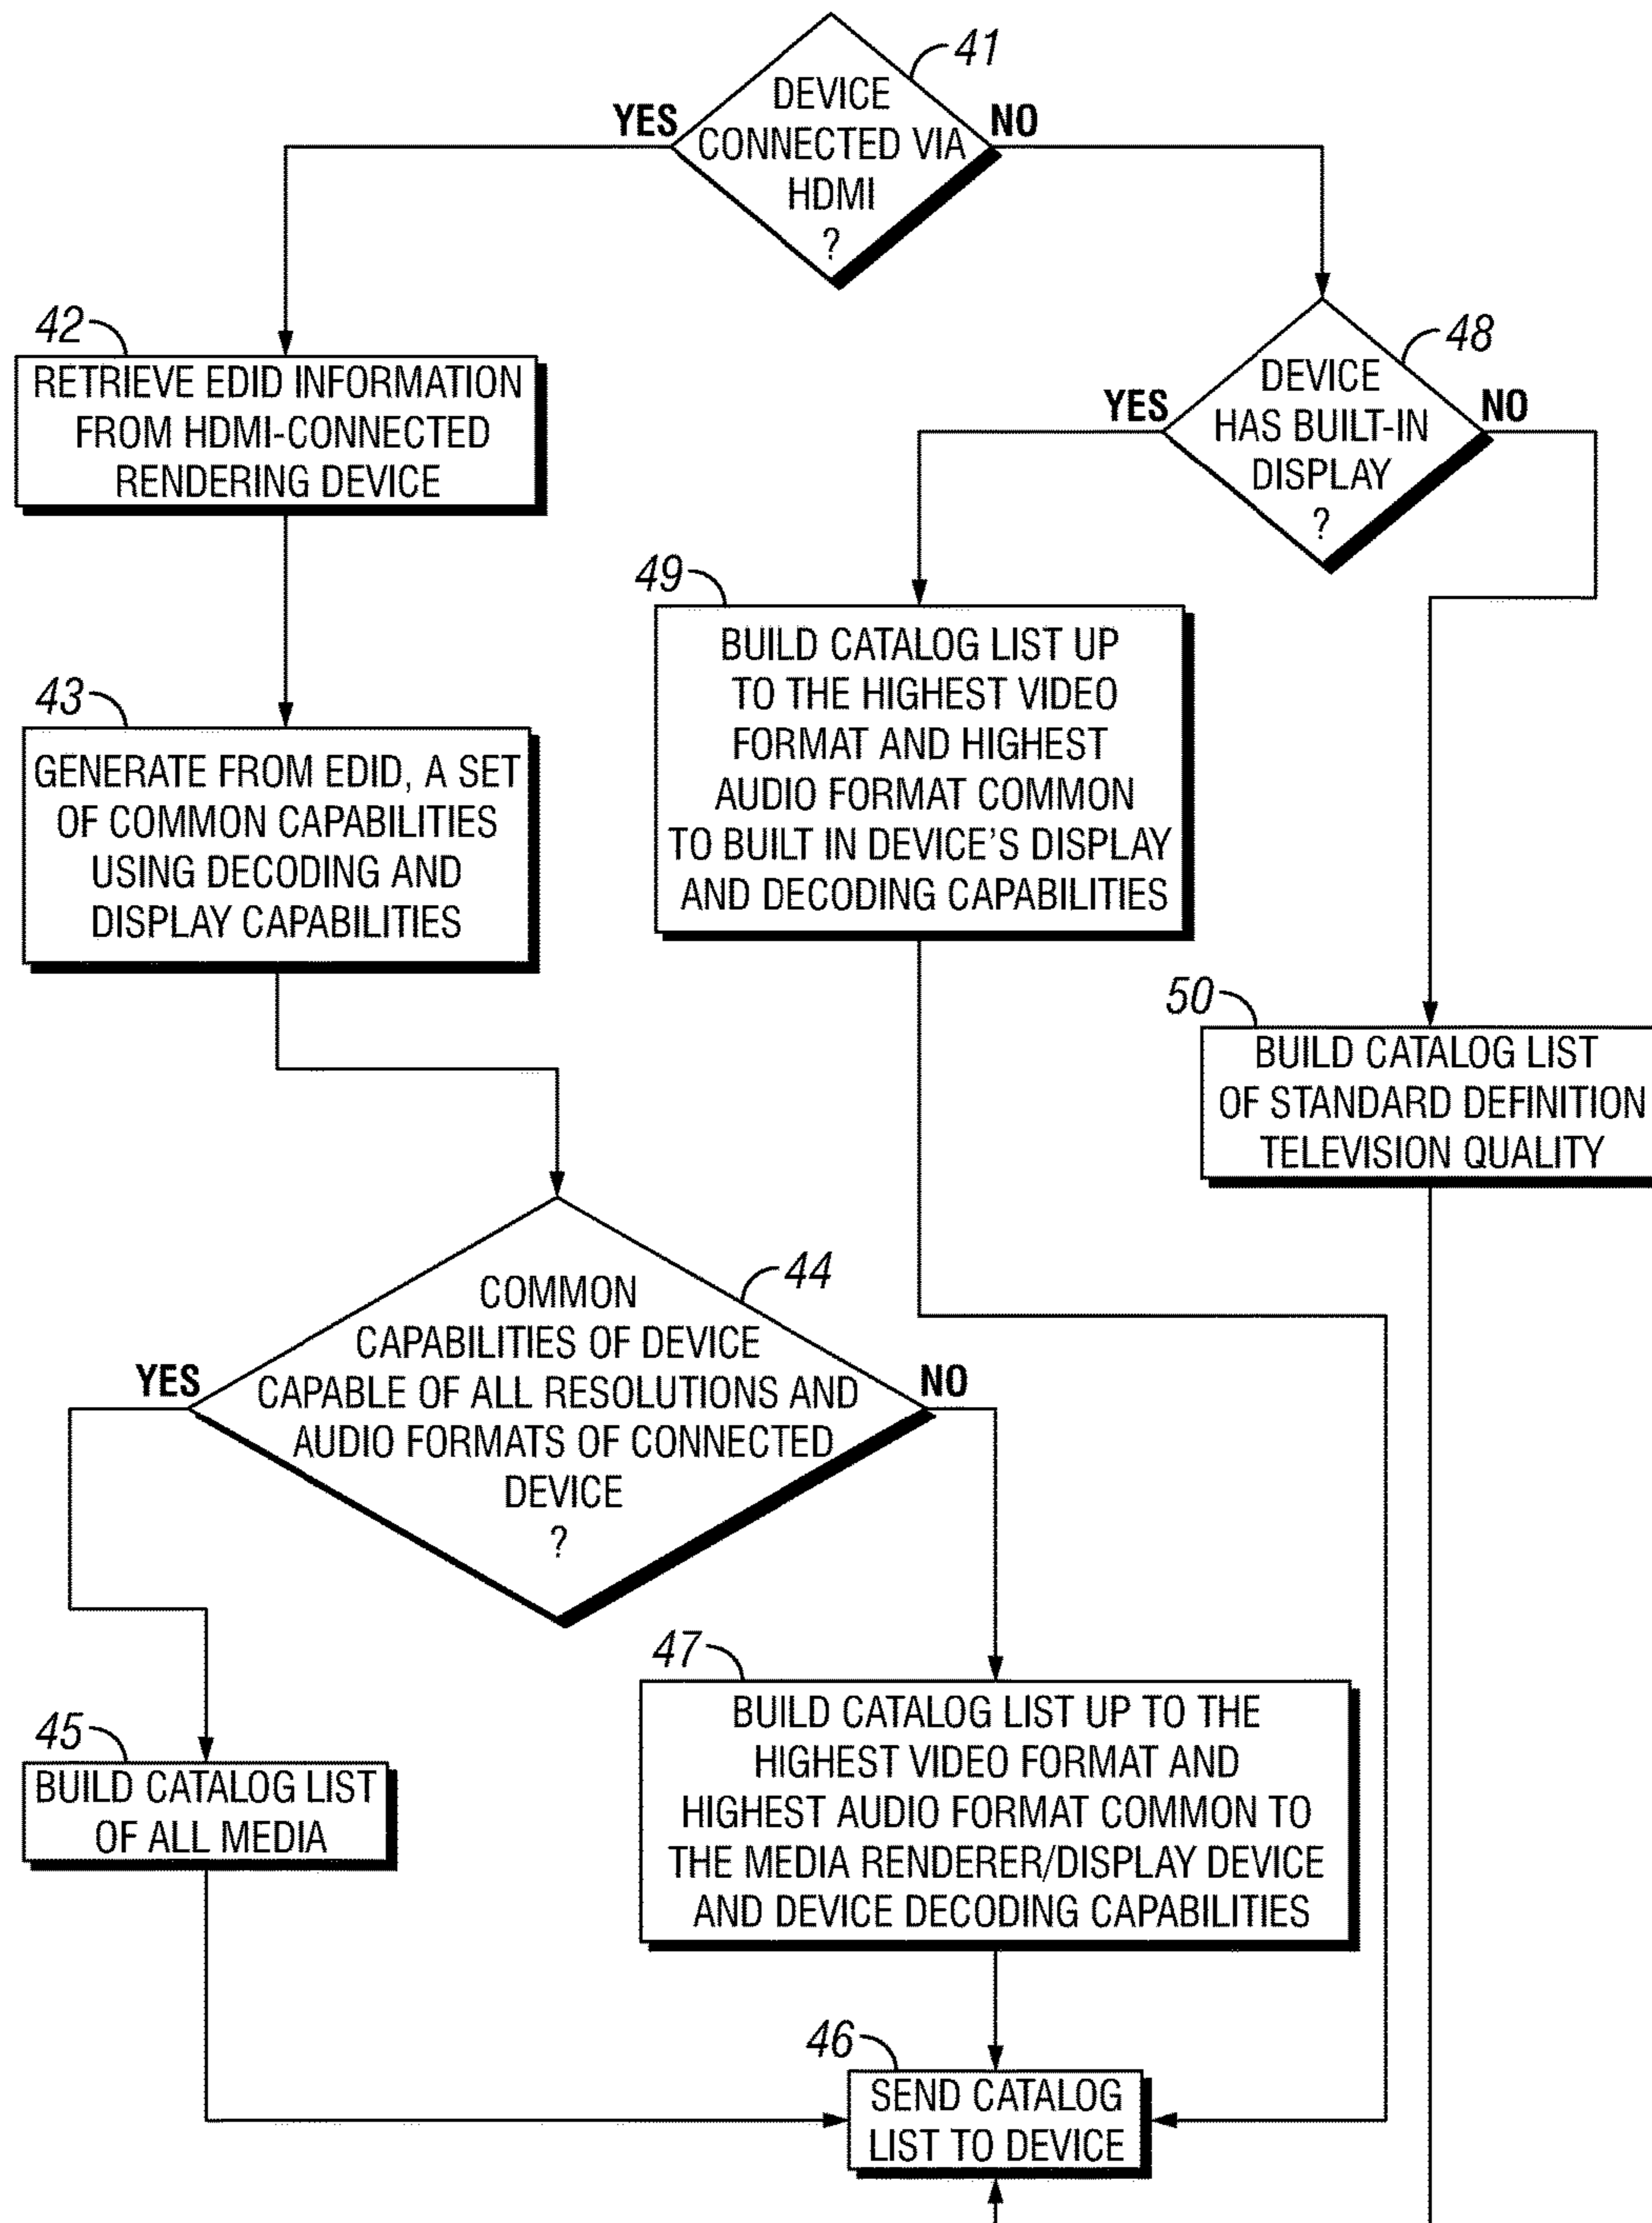 41
DEVICE
CONNECTED VIA
HDMI
?
YES
NO
42
RETRIEVE EDID INFORMATION
FROM HDMI-CONNECTED
RENDERING DEVICE
48
DEVICE
HAS BUILT-IN
DISPLAY
?
YES
NO
49
BUILD CATALOG LIST UP
TO THE HIGHEST VIDEO
FORMAT AND HIGHEST
AUDIO FORMAT COMMON
TO BUILT IN DEVICE'S DISPLAY
AND DECODING CAPABILITIES
43
GENERATE FROM EDID, A SET
OF COMMON CAPABILITIES
USING DECODING AND
DISPLAY CAPABILITIES
50
BUILD CATALOG LIST
OF STANDARD DEFINITION
TELEVISION QUALITY
44
COMMON
CAPABILITIES OF DEVICE
CAPABLE OF ALL RESOLUTIONS AND
AUDIO FORMATS OF CONNECTED
DEVICE
?
YES
NO
45
BUILD CATALOG LIST
OF ALL MEDIA
47
BUILD CATALOG LIST UP TO THE
HIGHEST VIDEO FORMAT AND
HIGHEST AUDIO FORMAT COMMON TO
THE MEDIA RENDERER/DISPLAY DEVICE
AND DEVICE DECODING CAPABILITIES
46
SEND CATALOG
LIST TO DEVICE